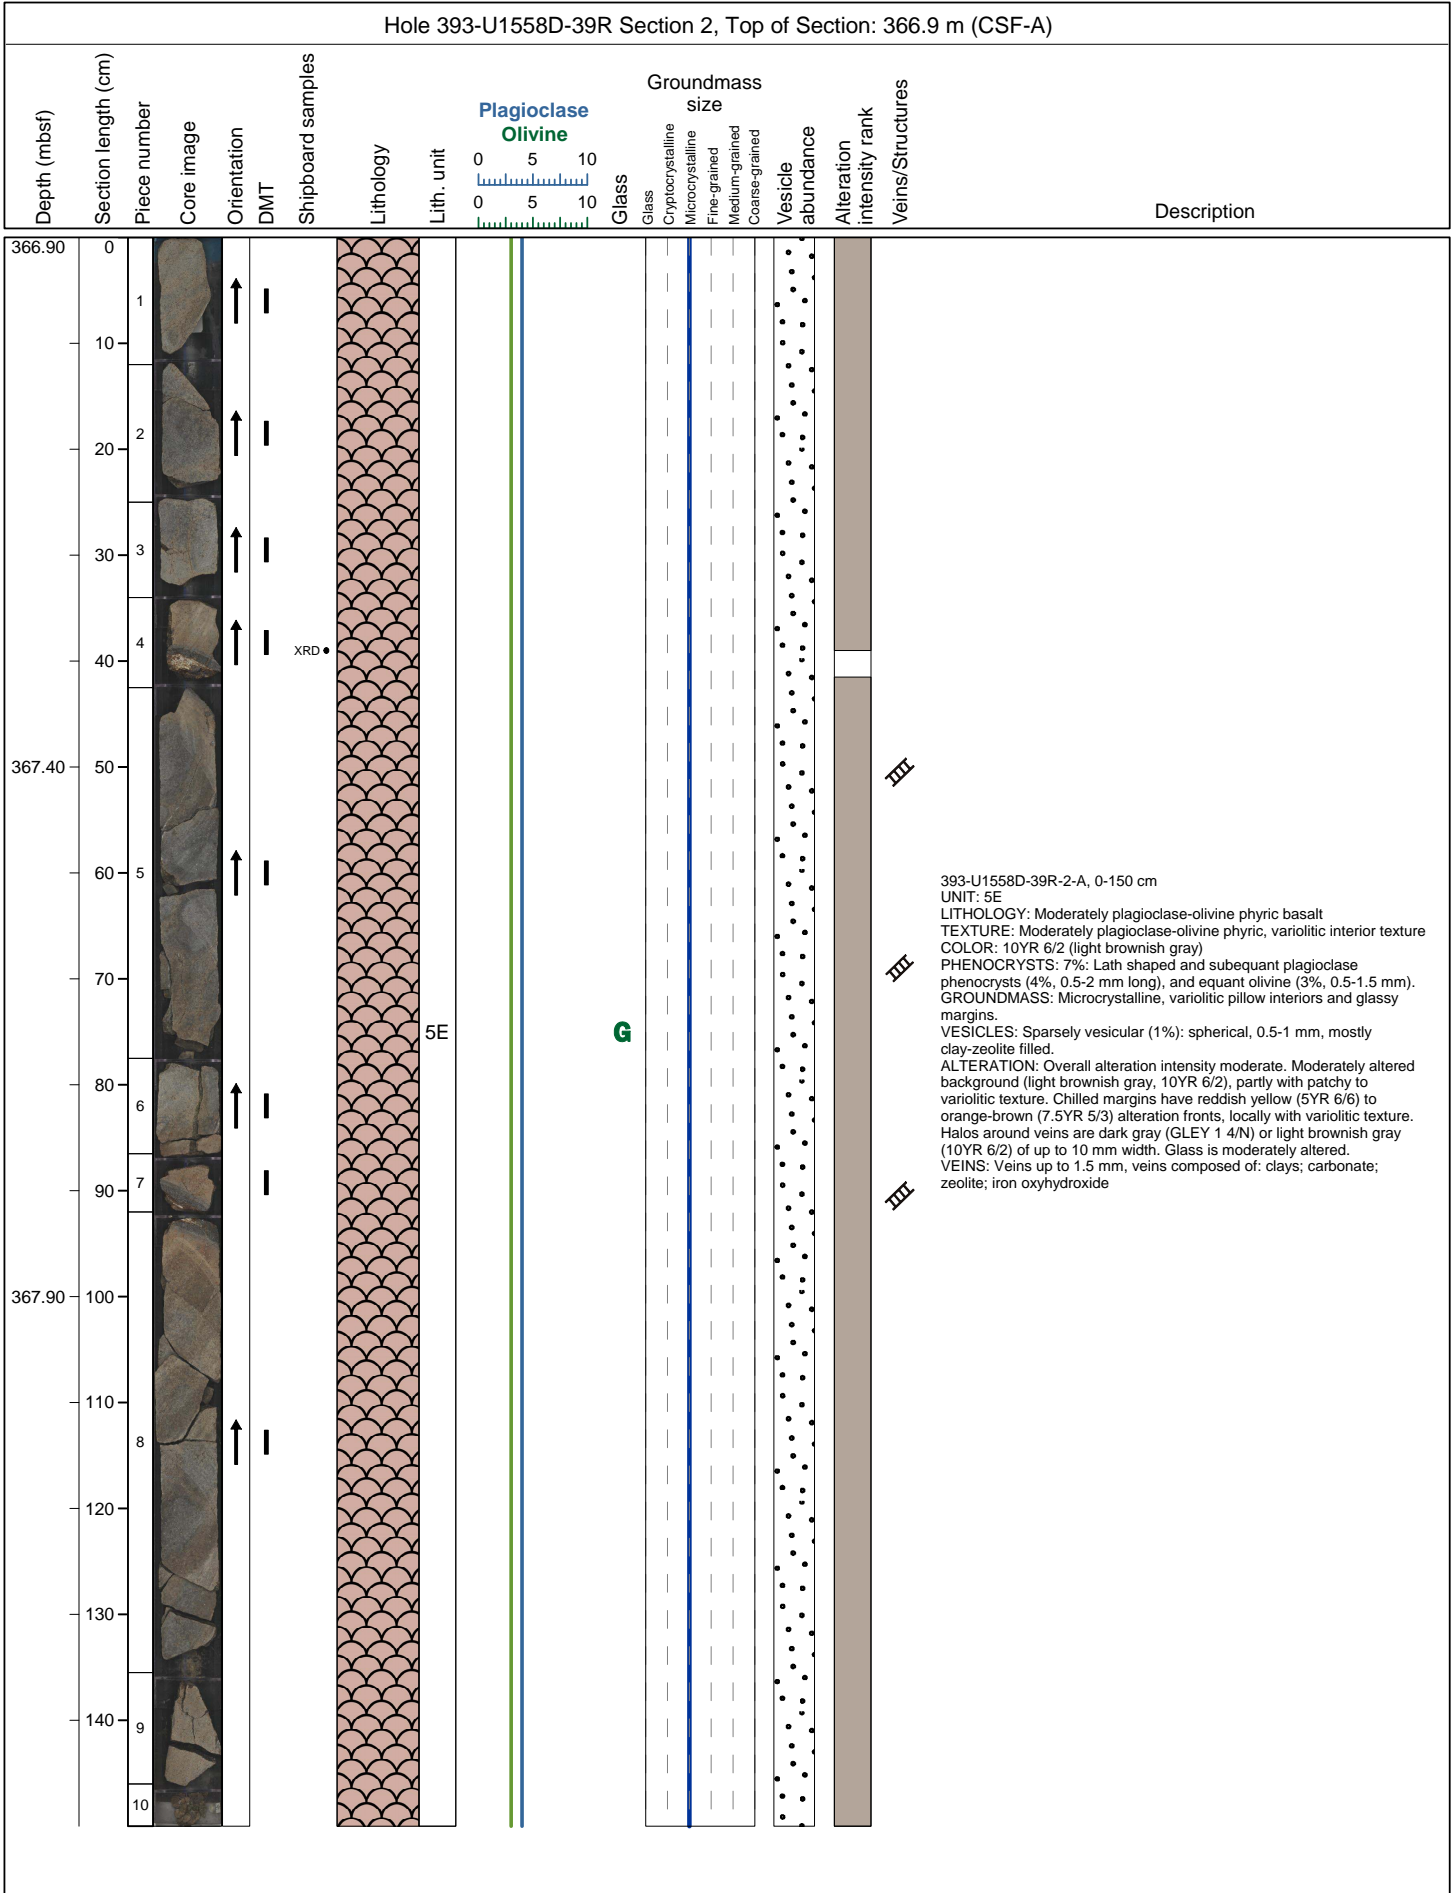 Hole 393-U1558D-39R Section 2, Top of Section: 366.9 m (CSF-A)
Depth (mbsf)
Section length (cm)
Piece number
Core image
Orientation
DMT
Shipboard samples
Lithology
Lith. unit
Plagioclase
Olivine
0 5 10
0 5 10
Glass
Groundmass
size
Glass
Cryptocrystalline
Microcrystalline
Fine-grained
Medium-grained
Coarse-grained
Vesicle
abundance
Alteration
intensity rank
Veins/Structures
Description
366.90 0
1
10
2
20
3
30
4
XRD
40
367.40 50
5
60
70
5E
G
80
6
7
90
367.90 100
110
8
120
130
9
140
10
393-U1558D-39R-2-A, 0-150 cm
UNIT: 5E
LITHOLOGY: Moderately plagioclase-olivine phyric basalt
TEXTURE: Moderately plagioclase-olivine phyric, variolitic interior texture
COLOR: 10YR 6/2 (light brownish gray)
PHENOCRYSTS: 7%: Lath shaped and subequant plagioclase
phenocrysts (4%, 0.5-2 mm long), and equant olivine (3%, 0.5-1.5 mm).
GROUNDMASS: Microcrystalline, variolitic pillow interiors and glassy
margins.
VESICLES: Sparsely vesicular (1%): spherical, 0.5-1 mm, mostly
clay-zeolite filled.
ALTERATION: Overall alteration intensity moderate. Moderately altered
background (light brownish gray, 10YR 6/2), partly with patchy to
variolitic texture. Chilled margins have reddish yellow (5YR 6/6) to
orange-brown (7.5YR 5/3) alteration fronts, locally with variolitic texture.
Halos around veins are dark gray (GLEY 1 4/N) or light brownish gray
(10YR 6/2) of up to 10 mm width. Glass is moderately altered.
VEINS: Veins up to 1.5 mm, veins composed of: clays; carbonate;
zeolite; iron oxyhydroxide